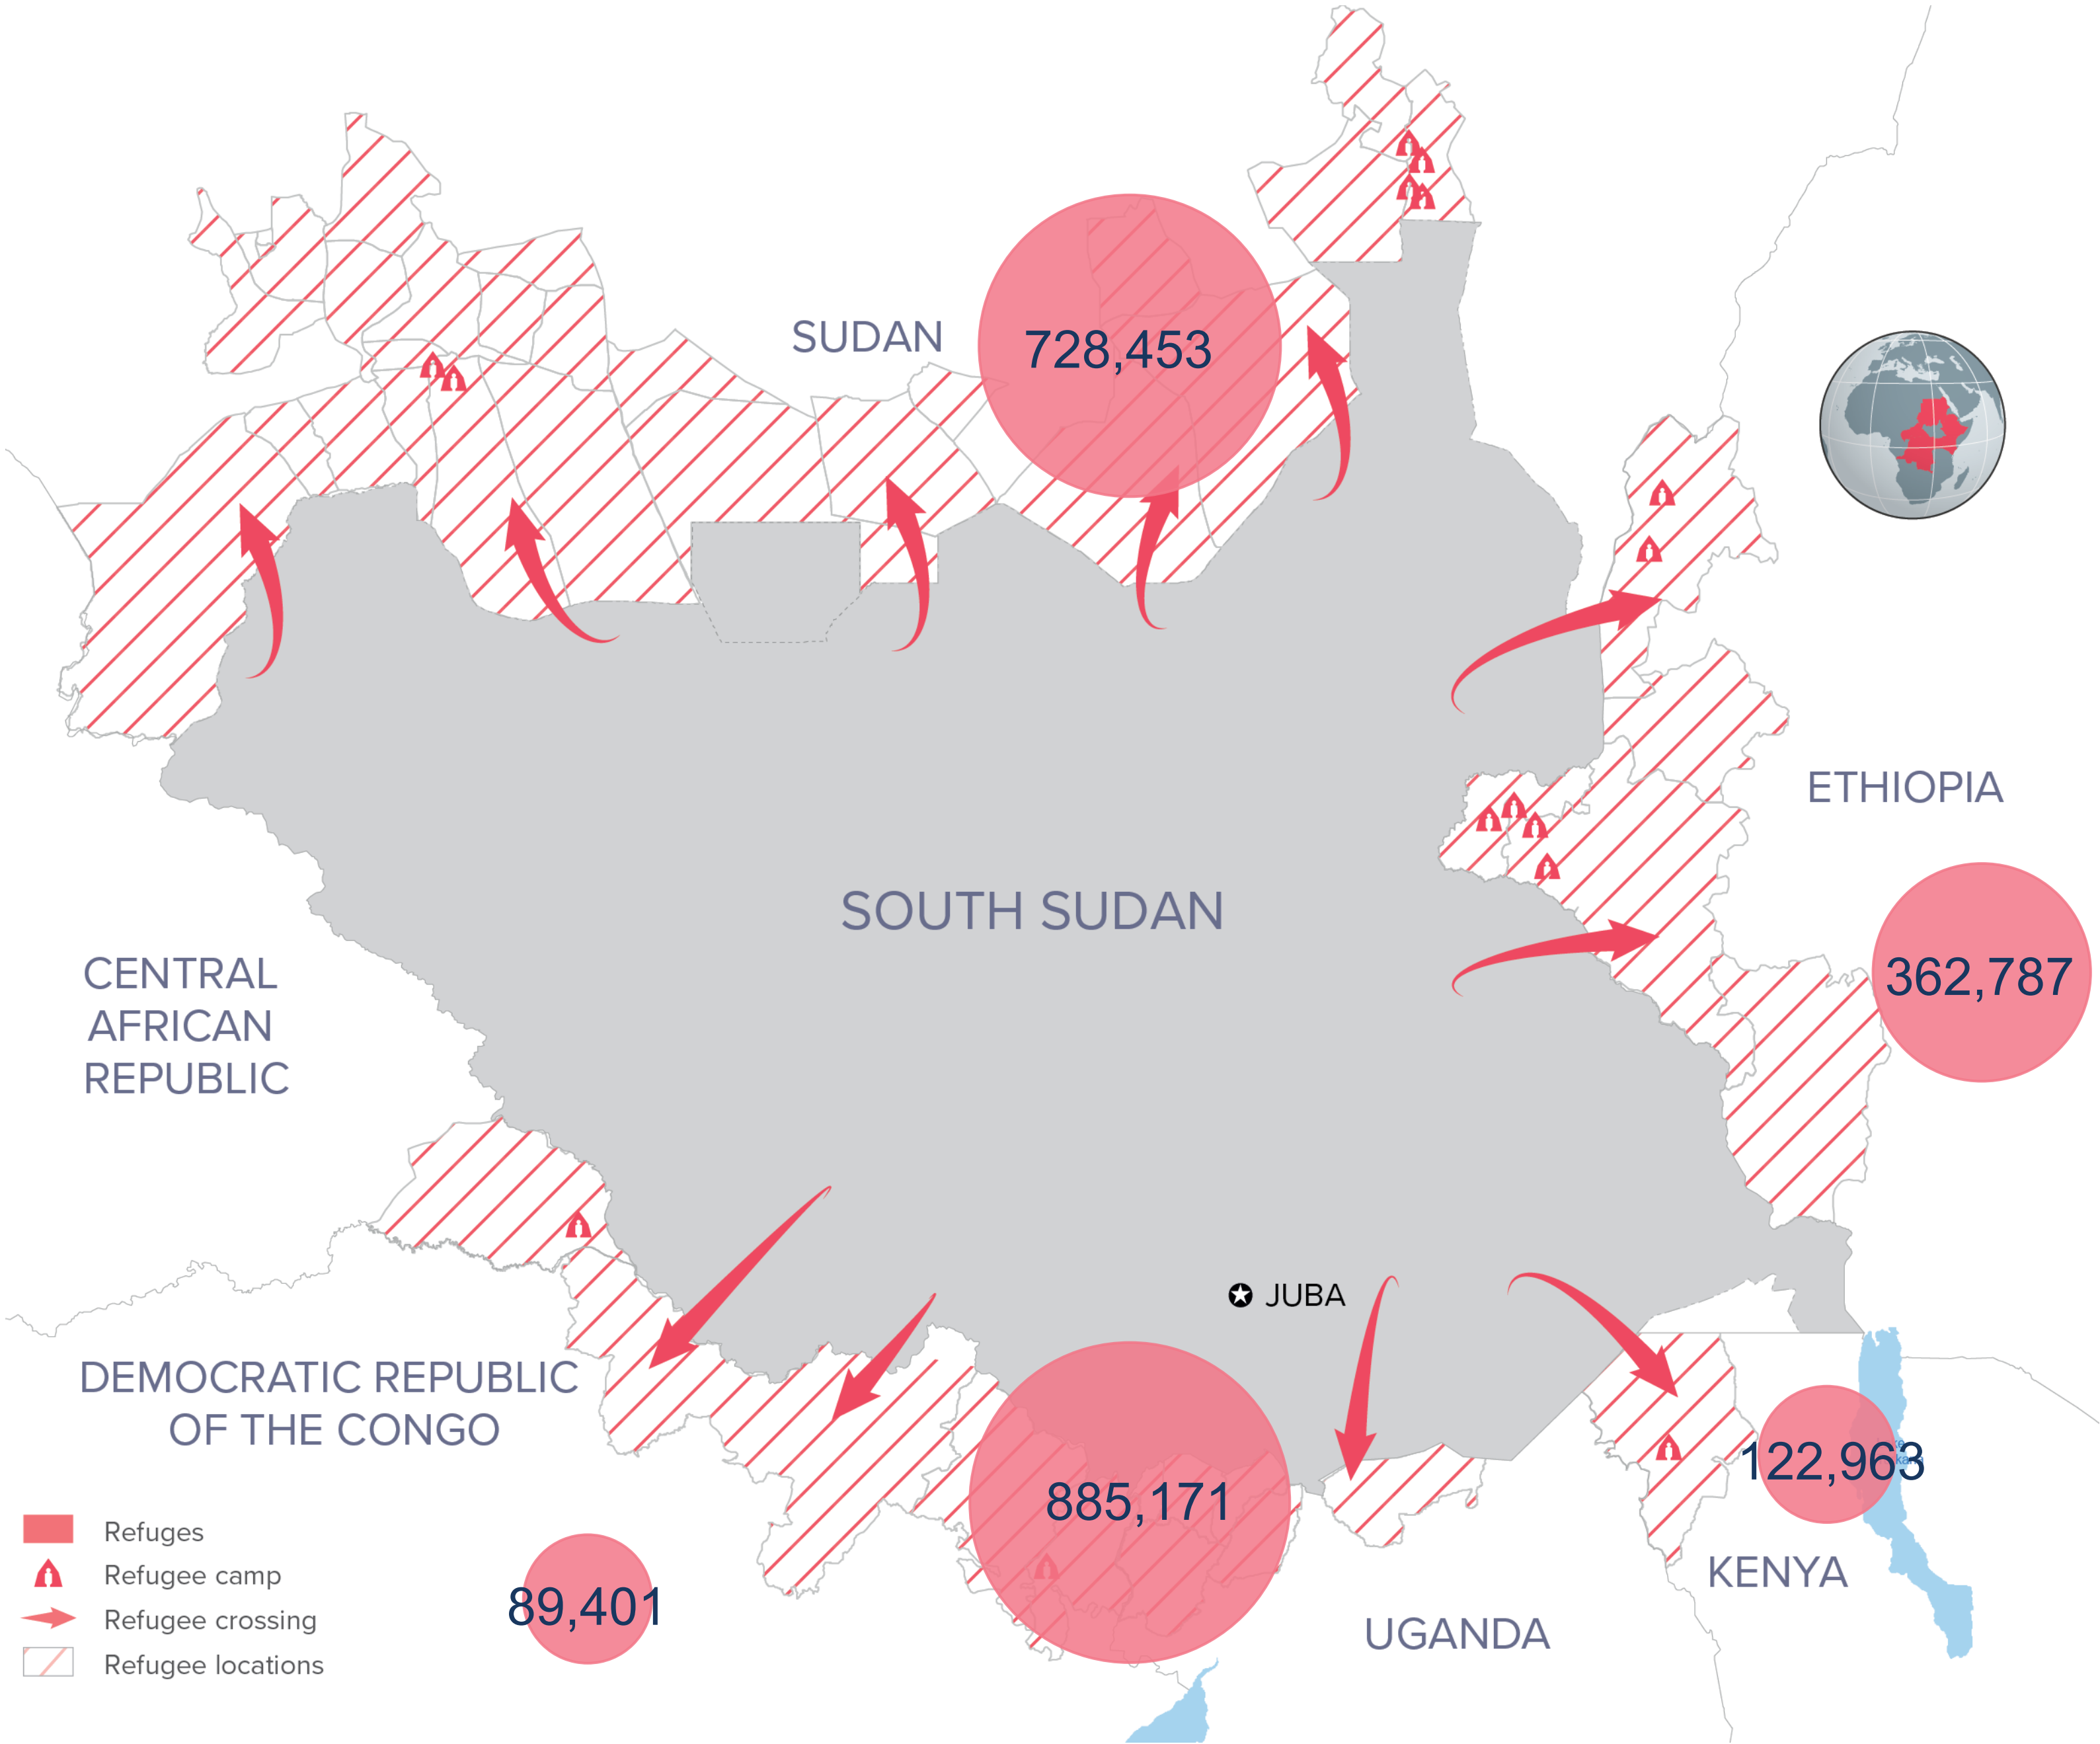 SUDAN
728,453
ETHIOPIA
SOUTH SUDAN
362,787
CENTRAL
AFRICAN
REPUBLIC
JUBA
DEMOCRATIC REPUBLIC
OF THE CONGO
885,171
122,963
KENYA
UGANDA
89,401
Refuges
Refugee camp
Refugee crossing
Refugee locations